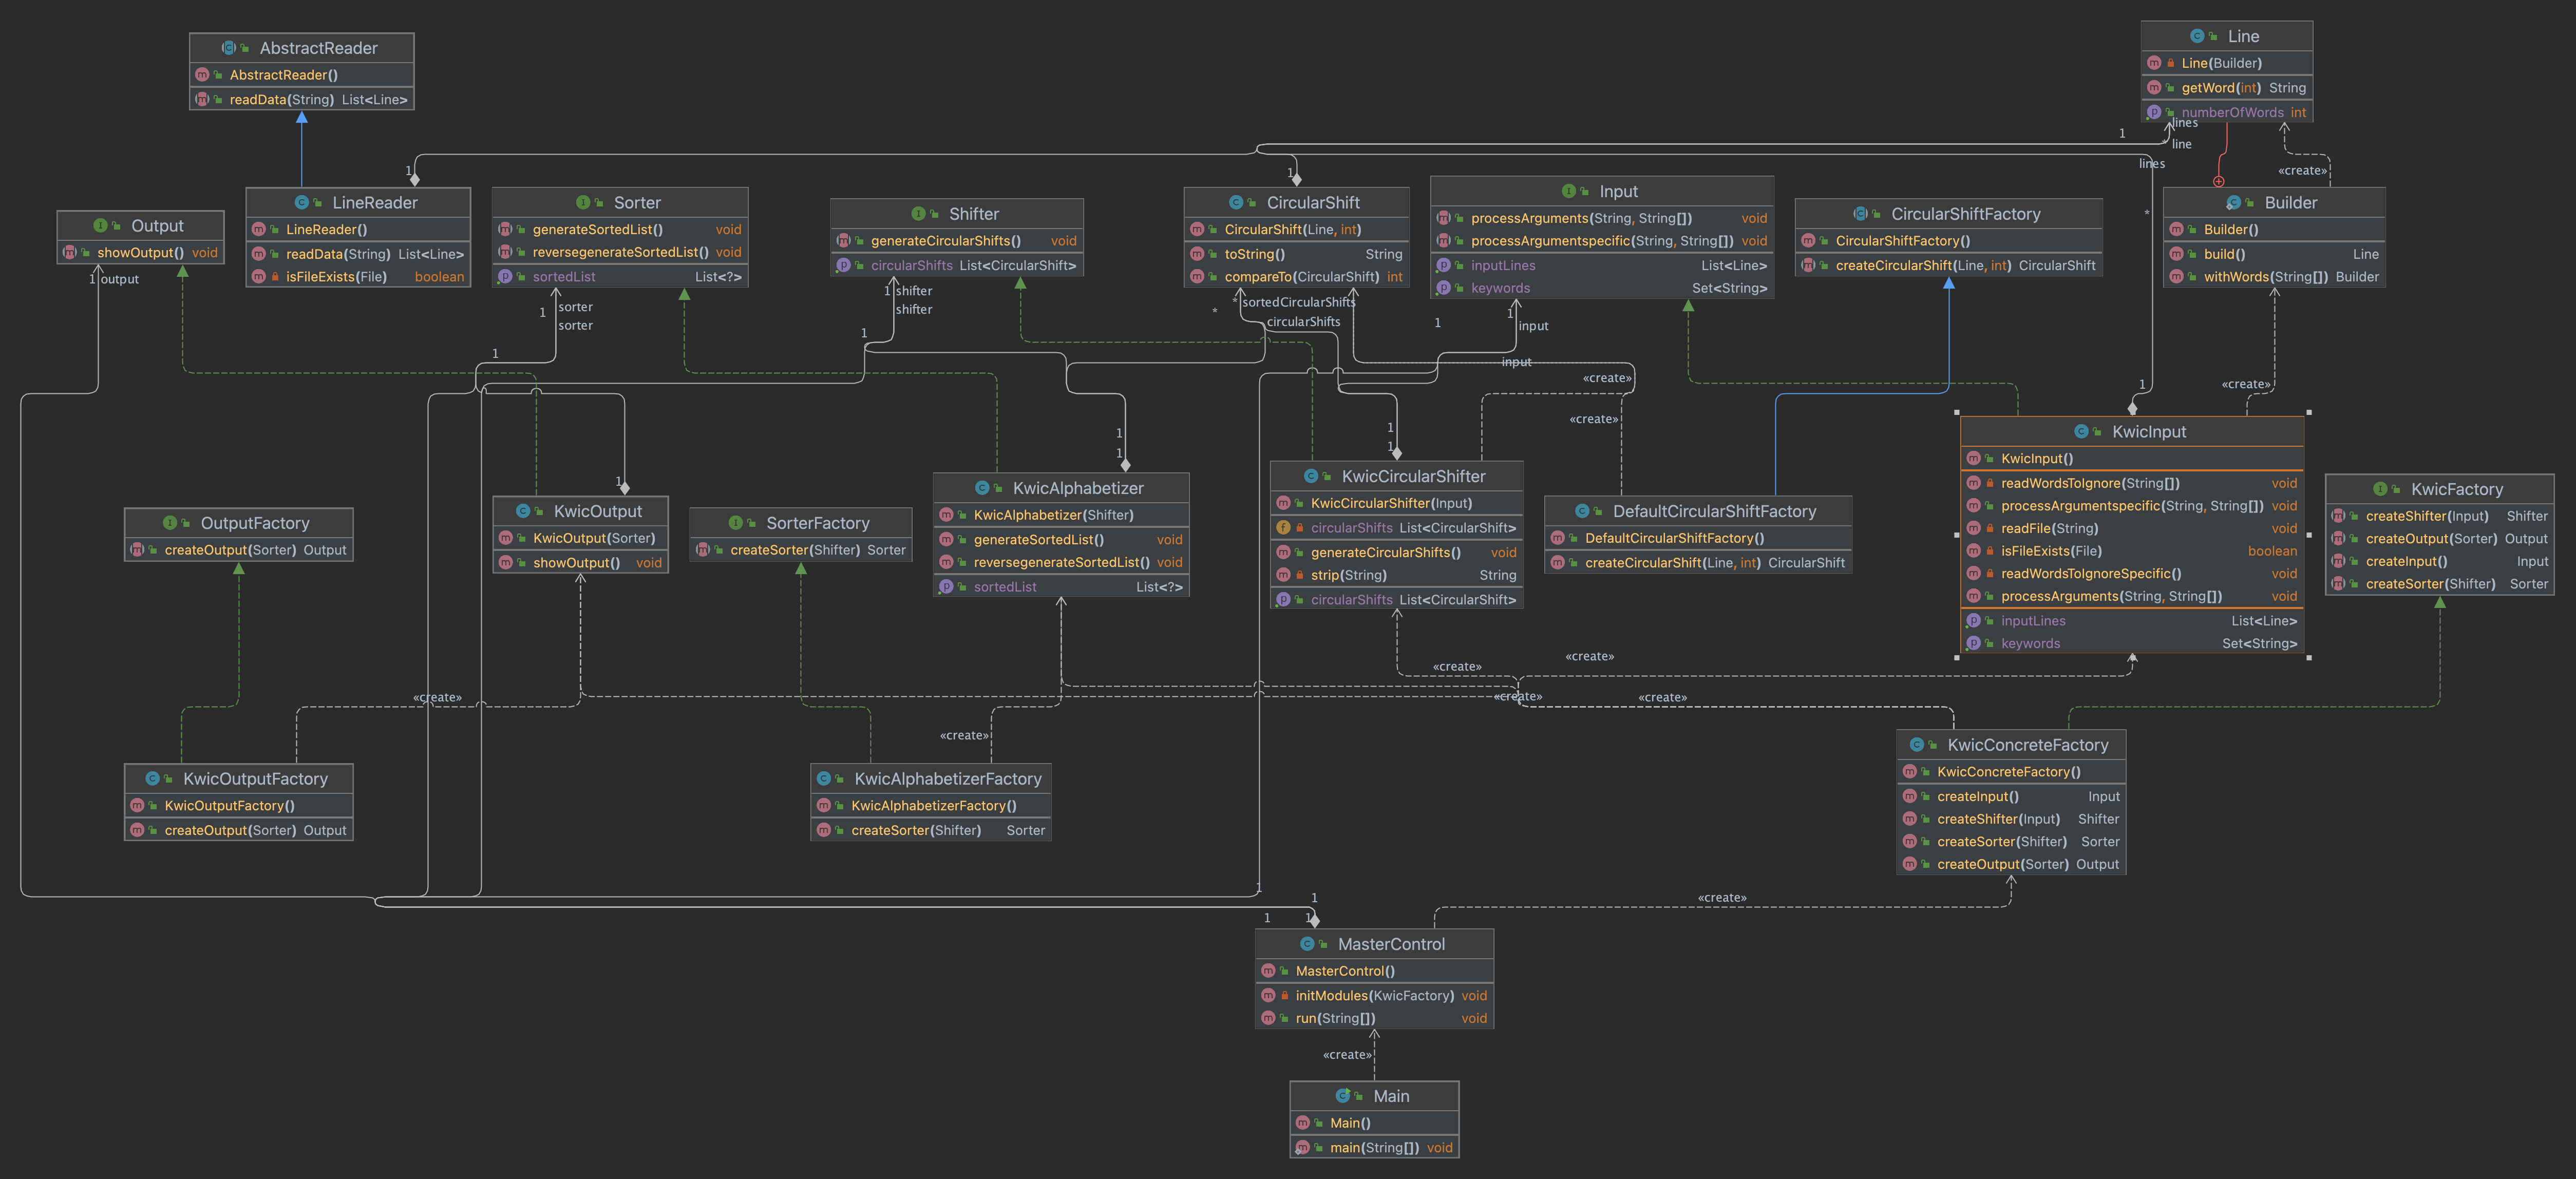 AbstractReader
AbstractReader()
readData(String) List<Line>
Line
Line(Builder)
getWord(int) String
numberOfWords int
1
lines
* line
lines
«create»
1
1
*
Output
showOutput() void
1 output
LineReader
LineReader()
readData(String) List<Line>
isFileExists(File) boolean
Sorter
generateSortedList() void
reversegenerateSortedList() void
sortedList List<?>
1
sorter
sorter
1
Shifter
generateCircularShifts() void
circularShifts List<CircularShift>
1 shifter
shifter
1
CircularShift
CircularShift(Line, int)
toString() String
compareTo(CircularShift) int
* sortedCircularShifts
*
circularShifts
Input
processArguments(String, String[]) void
processArgumentspecific(String, String[]) void
inputLines List<Line>
keywords Set<String>
1
1
input
input
CircularShiftFactory
CircularShiftFactory()
createCircularShift(Line, int) CircularShift
Builder
Builder()
build() Line
withWords(String[]) Builder
«create»
«create»
«create»
1
1
1
1
1
1
OutputFactory
createOutput(Sorter) Output
KwicOutput
KwicOutput(Sorter)
showOutput() void
SorterFactory
createSorter(Shifter) Sorter
KwicAlphabetizer
KwicAlphabetizer(Shifter)
generateSortedList() void
reversegenerateSortedList() void
sortedList List<?>
KwicCircularShifter
KwicCircularShifter(Input)
circularShifts List<CircularShift>
generateCircularShifts() void
strip(String) String
circularShifts List<CircularShift>
DefaultCircularShiftFactory
DefaultCircularShiftFactory()
createCircularShift(Line, int) CircularShift
KwicInput
KwicInput()
readWordsToIgnore(String[]) void
processArgumentspecific(String, String[]) void
readFile(String) void
isFileExists(File) boolean
readWordsToIgnoreSpecific() void
processArguments(String, String[]) void
inputLines List<Line>
keywords Set<String>
KwicFactory
createShifter(Input) Shifter
createOutput(Sorter) Output
createInput() Input
createSorter(Shifter) Sorter
«create»
«create»
«create»
«create»
«create»
«create»
KwicOutputFactory
KwicOutputFactory()
createOutput(Sorter) Output
KwicAlphabetizerFactory
KwicAlphabetizerFactory()
createSorter(Shifter) Sorter
KwicConcreteFactory
KwicConcreteFactory()
createInput() Input
createShifter(Input) Shifter
createSorter(Shifter) Sorter
createOutput(Sorter) Output
1
1
1
1
«create»
MasterControl
MasterControl()
initModules(KwicFactory) void
run(String[]) void
«create»
Main
Main()
main(String[]) void